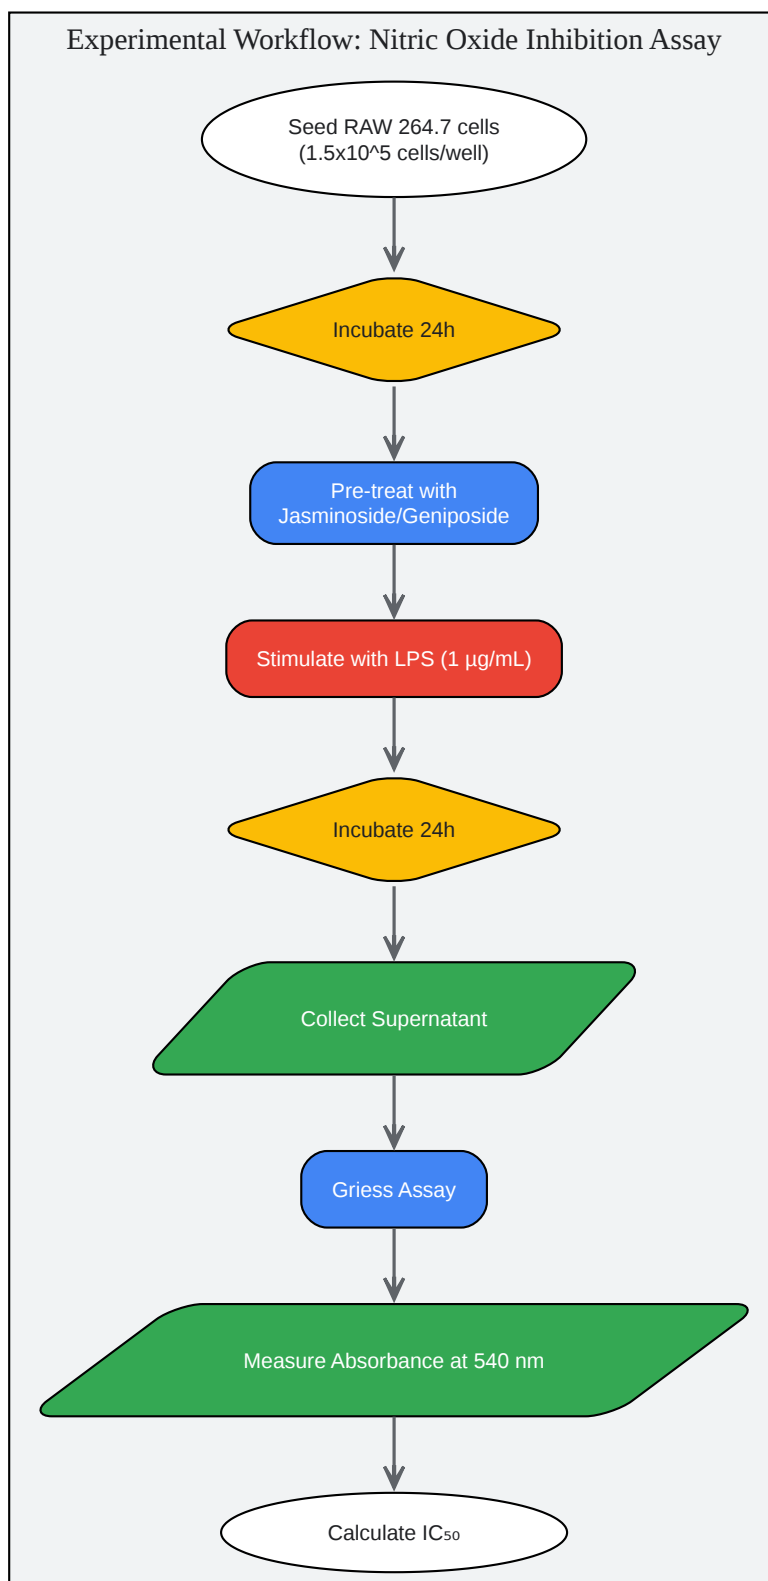 Experimental Workflow: Nitric Oxide Inhibition Assay
Seed RAW 264.7 cells
(1.5x10^5 cells/well)
Incubate 24h
Pre-treat with
Jasminoside/Geniposide
Stimulate with LPS (1 µg/mL)
Incubate 24h
Collect Supernatant
Griess Assay
Measure Absorbance at 540 nm
Calculate IC₅₀